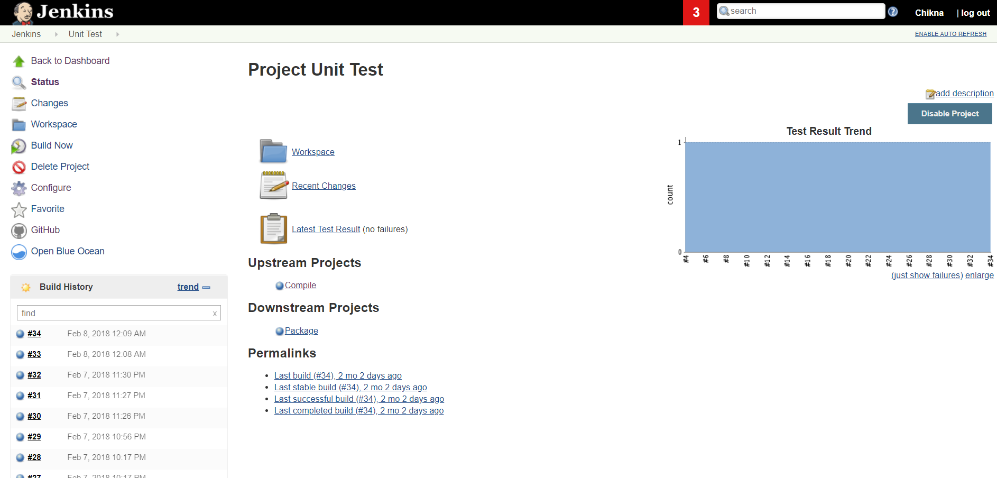 Jenkins
3
search
Chikna
| log out
Jenkins
Unit Test
ENABLE AUTO REFRESH
Back to Dashboard
Status
Changes
Workspace
Build Now
Delete Project
Configure
Favorite
GitHub
Open Blue Ocean
Build History
trend
find
x
#34 Feb 8, 2018 12:09 AM
#33 Feb 8, 2018 12:08 AM
#32 Feb 7, 2018 11:30 PM
#31 Feb 7, 2018 11:27 PM
#30 Feb 7, 2018 11:26 PM
#29 Feb 7, 2018 10:56 PM
#28 Feb 7, 2018 10:17 PM
#27 Feb 7, 2018 10:17 PM
Project Unit Test
add description
Disable Project
Workspace
Recent Changes
Latest Test Result (no failures)
Upstream Projects
Compile
Downstream Projects
Package
Permalinks
Last build (#34), 2 mo 2 days ago
Last stable build (#34), 2 mo 2 days ago
Last successful build (#34), 2 mo 2 days ago
Last completed build (#34), 2 mo 2 days ago
Test Result Trend
1
count
0
#4
#6
#8
#10
#12
#14
#16
#18
#20
#22
#24
#26
#28
#30
#32
#34
(just show failures) enlarge